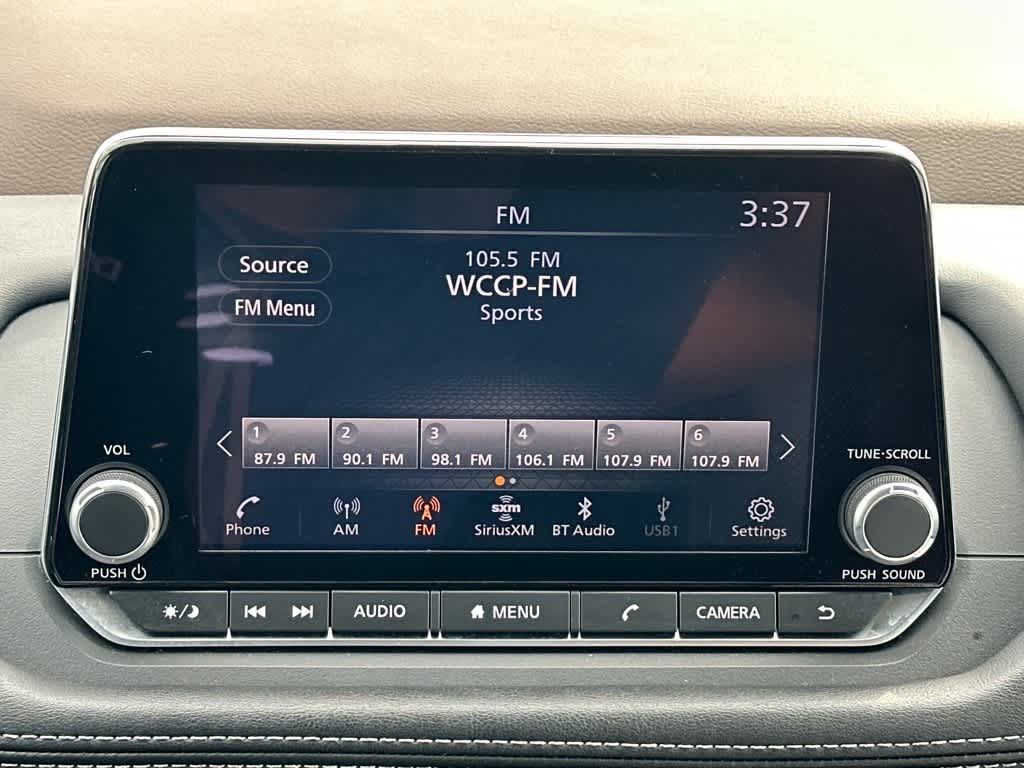 FM
3:37
Source
FM Menu
105.5 FM
WCCP-FM
Sports
1
87.9 FM
2
90.1 FM
3
98.1 FM
4
106.1 FM
5
107.9 FM
6
107.9 FM
Phone
AM
FM
sxm
SiriusXM
BT Audio
USB1
Settings
VOL
PUSH
TUNE·SCROLL
PUSH SOUND
AUDIO
MENU
CAMERA